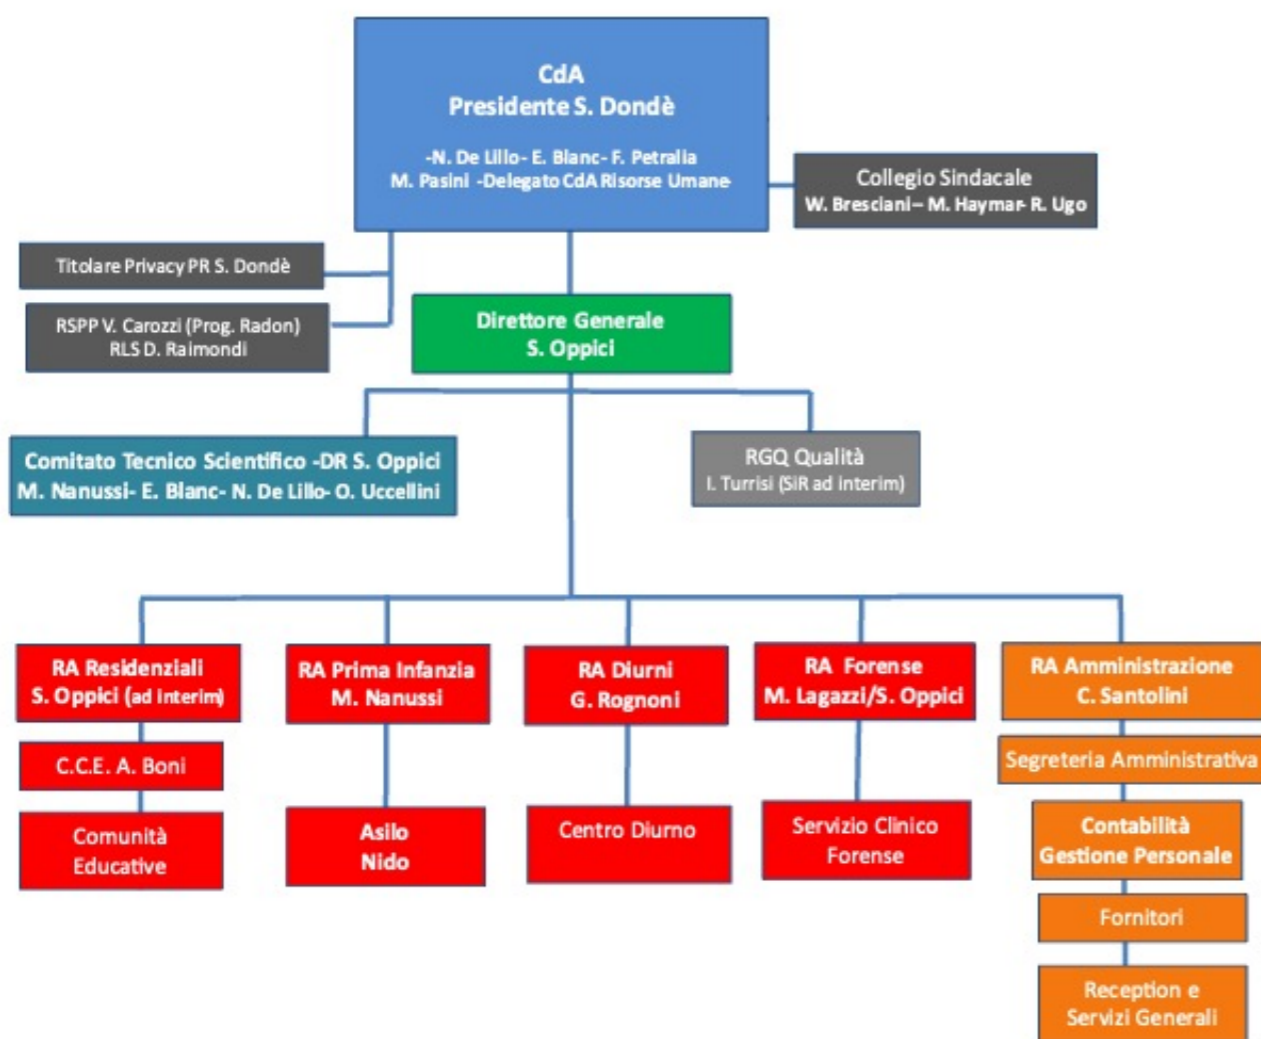 CdA
Presidente S. Dondè
-N. De Lillo- E. Blanc- F. Petralia
M. Pasini -Delegato CdA Risorse Umane-
Collegio Sindacale
W. Bresciani– M. Haymar- R. Ugo
Titolare Privacy PR S. Dondè
RSPP V. Carozzi (Prog. Radon)
RLS D. Raimondi
Direttore Generale
S. Oppici
Comitato Tecnico Scientifico -DR S. Oppici
M. Nanussi- E. Blanc- N. De Lillo- O. Uccellini
RGQ Qualità
I. Turrisi (SiR ad interim)
RA Residenziali
S. Oppici (ad interim)
RA Prima Infanzia
M. Nanussi
RA Diurni
G. Rognoni
RA Forense
M. Lagazzi/S. Oppici
RA Amministrazione
C. Santolini
C.C.E. A. Boni
Segreteria Amministrativa
Comunità
Educative
Asilo
Nido
Centro Diurno
Servizio Clinico
Forense
Contabilità
Gestione Personale
Fornitori
Reception e
Servizi Generali